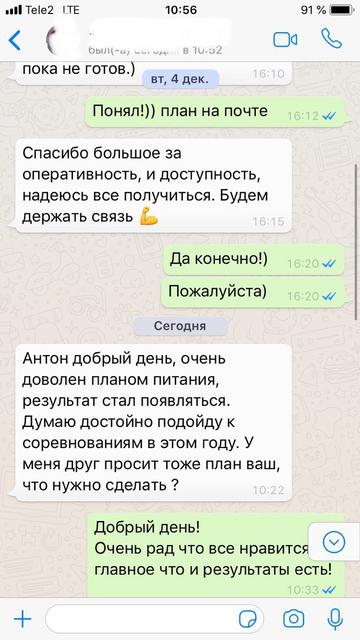 Tele2 LTE 10:56 91 %
был(-а) сегодня в 10:52
пока не готов.) 16:10
вт, 4 дек.
Понял!)) план на почте 16:12
Спасибо большое за
оперативность, и доступность,
надеюсь все получиться. Будем
держать связь 💪 16:15
Да конечно!) 16:20
Пожалуйста) 16:20
Сегодня
Антон добрый день, очень
доволен планом питания,
результат стал появляться.
Думаю достойно подойду к
соревнованиям в этом году. У
меня друг просит тоже план ваш,
что нужно сделать ? 10:22
Добрый день!
Очень рад что все нравится
главное что и результаты есть!
10:33